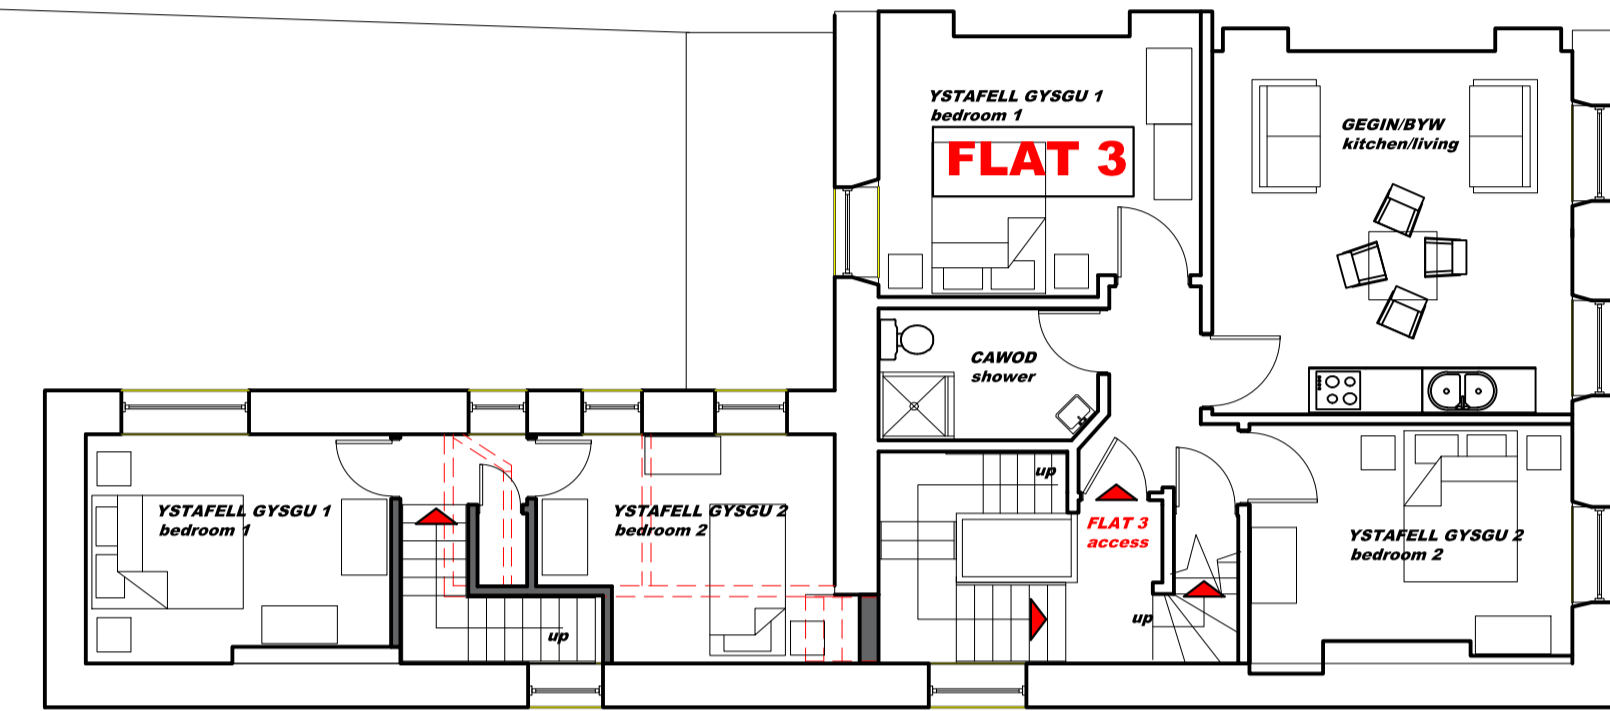 YSTAFELL GYSGU 1
bedroom 1
FLAT 3
GEGIN/BYW
kitchen/living
CAWOD
shower
up
YSTAFELL GYSGU 1
bedroom 1
YSTAFELL GYSGU 2
bedroom 2
FLAT 3
access
YSTAFELL GYSGU 2
bedroom 2
up
up